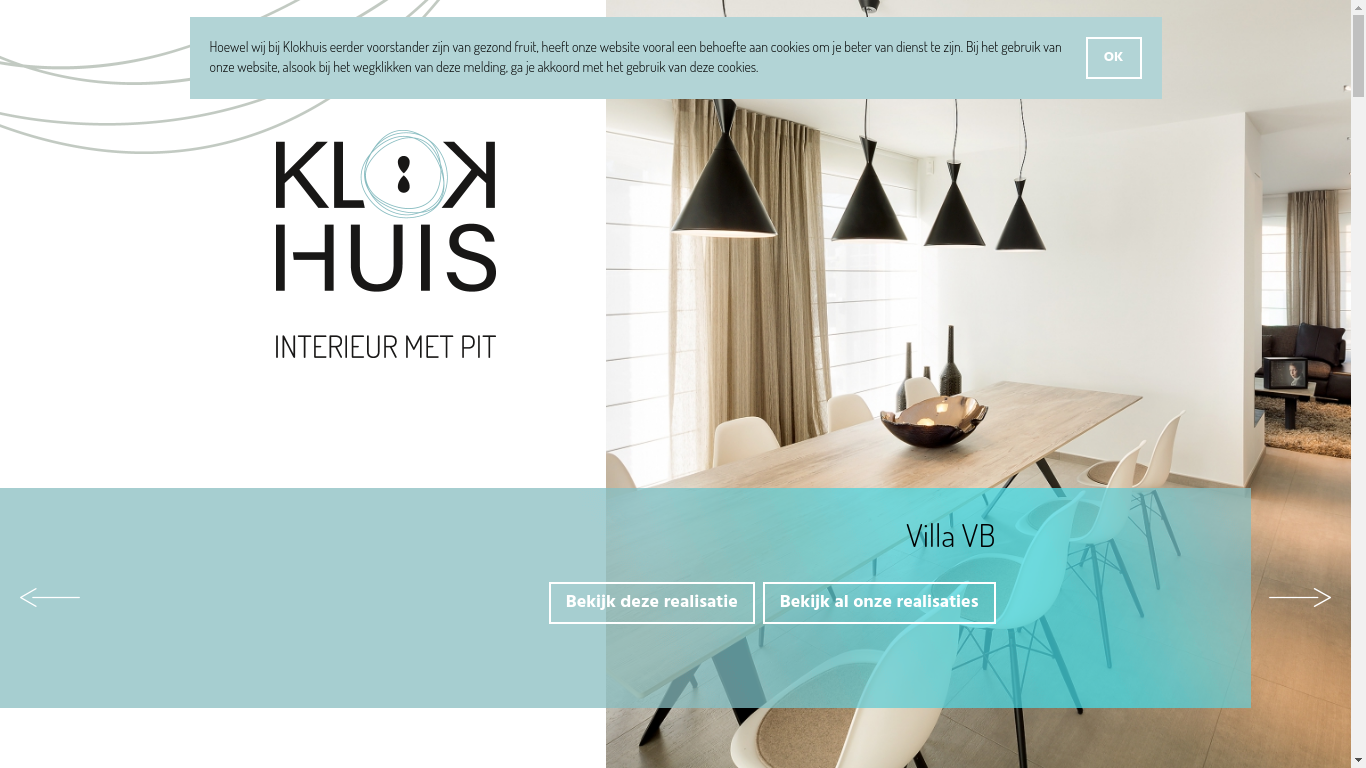 Hoewel wij bij Klokhuis eerder voorstander zijn van gezond fruit, heeft onze website vooral een behoefte aan cookies om je beter van dienst te zijn. Bij het gebruik van
onze website, alsook bij het wegklikken van deze melding, ga je akkoord met het gebruik van deze cookies.
OK
KLOK
HUIS
INTERIEUR MET PIT
Villa VB
Bekijk deze realisatie
Bekijk al onze realisaties